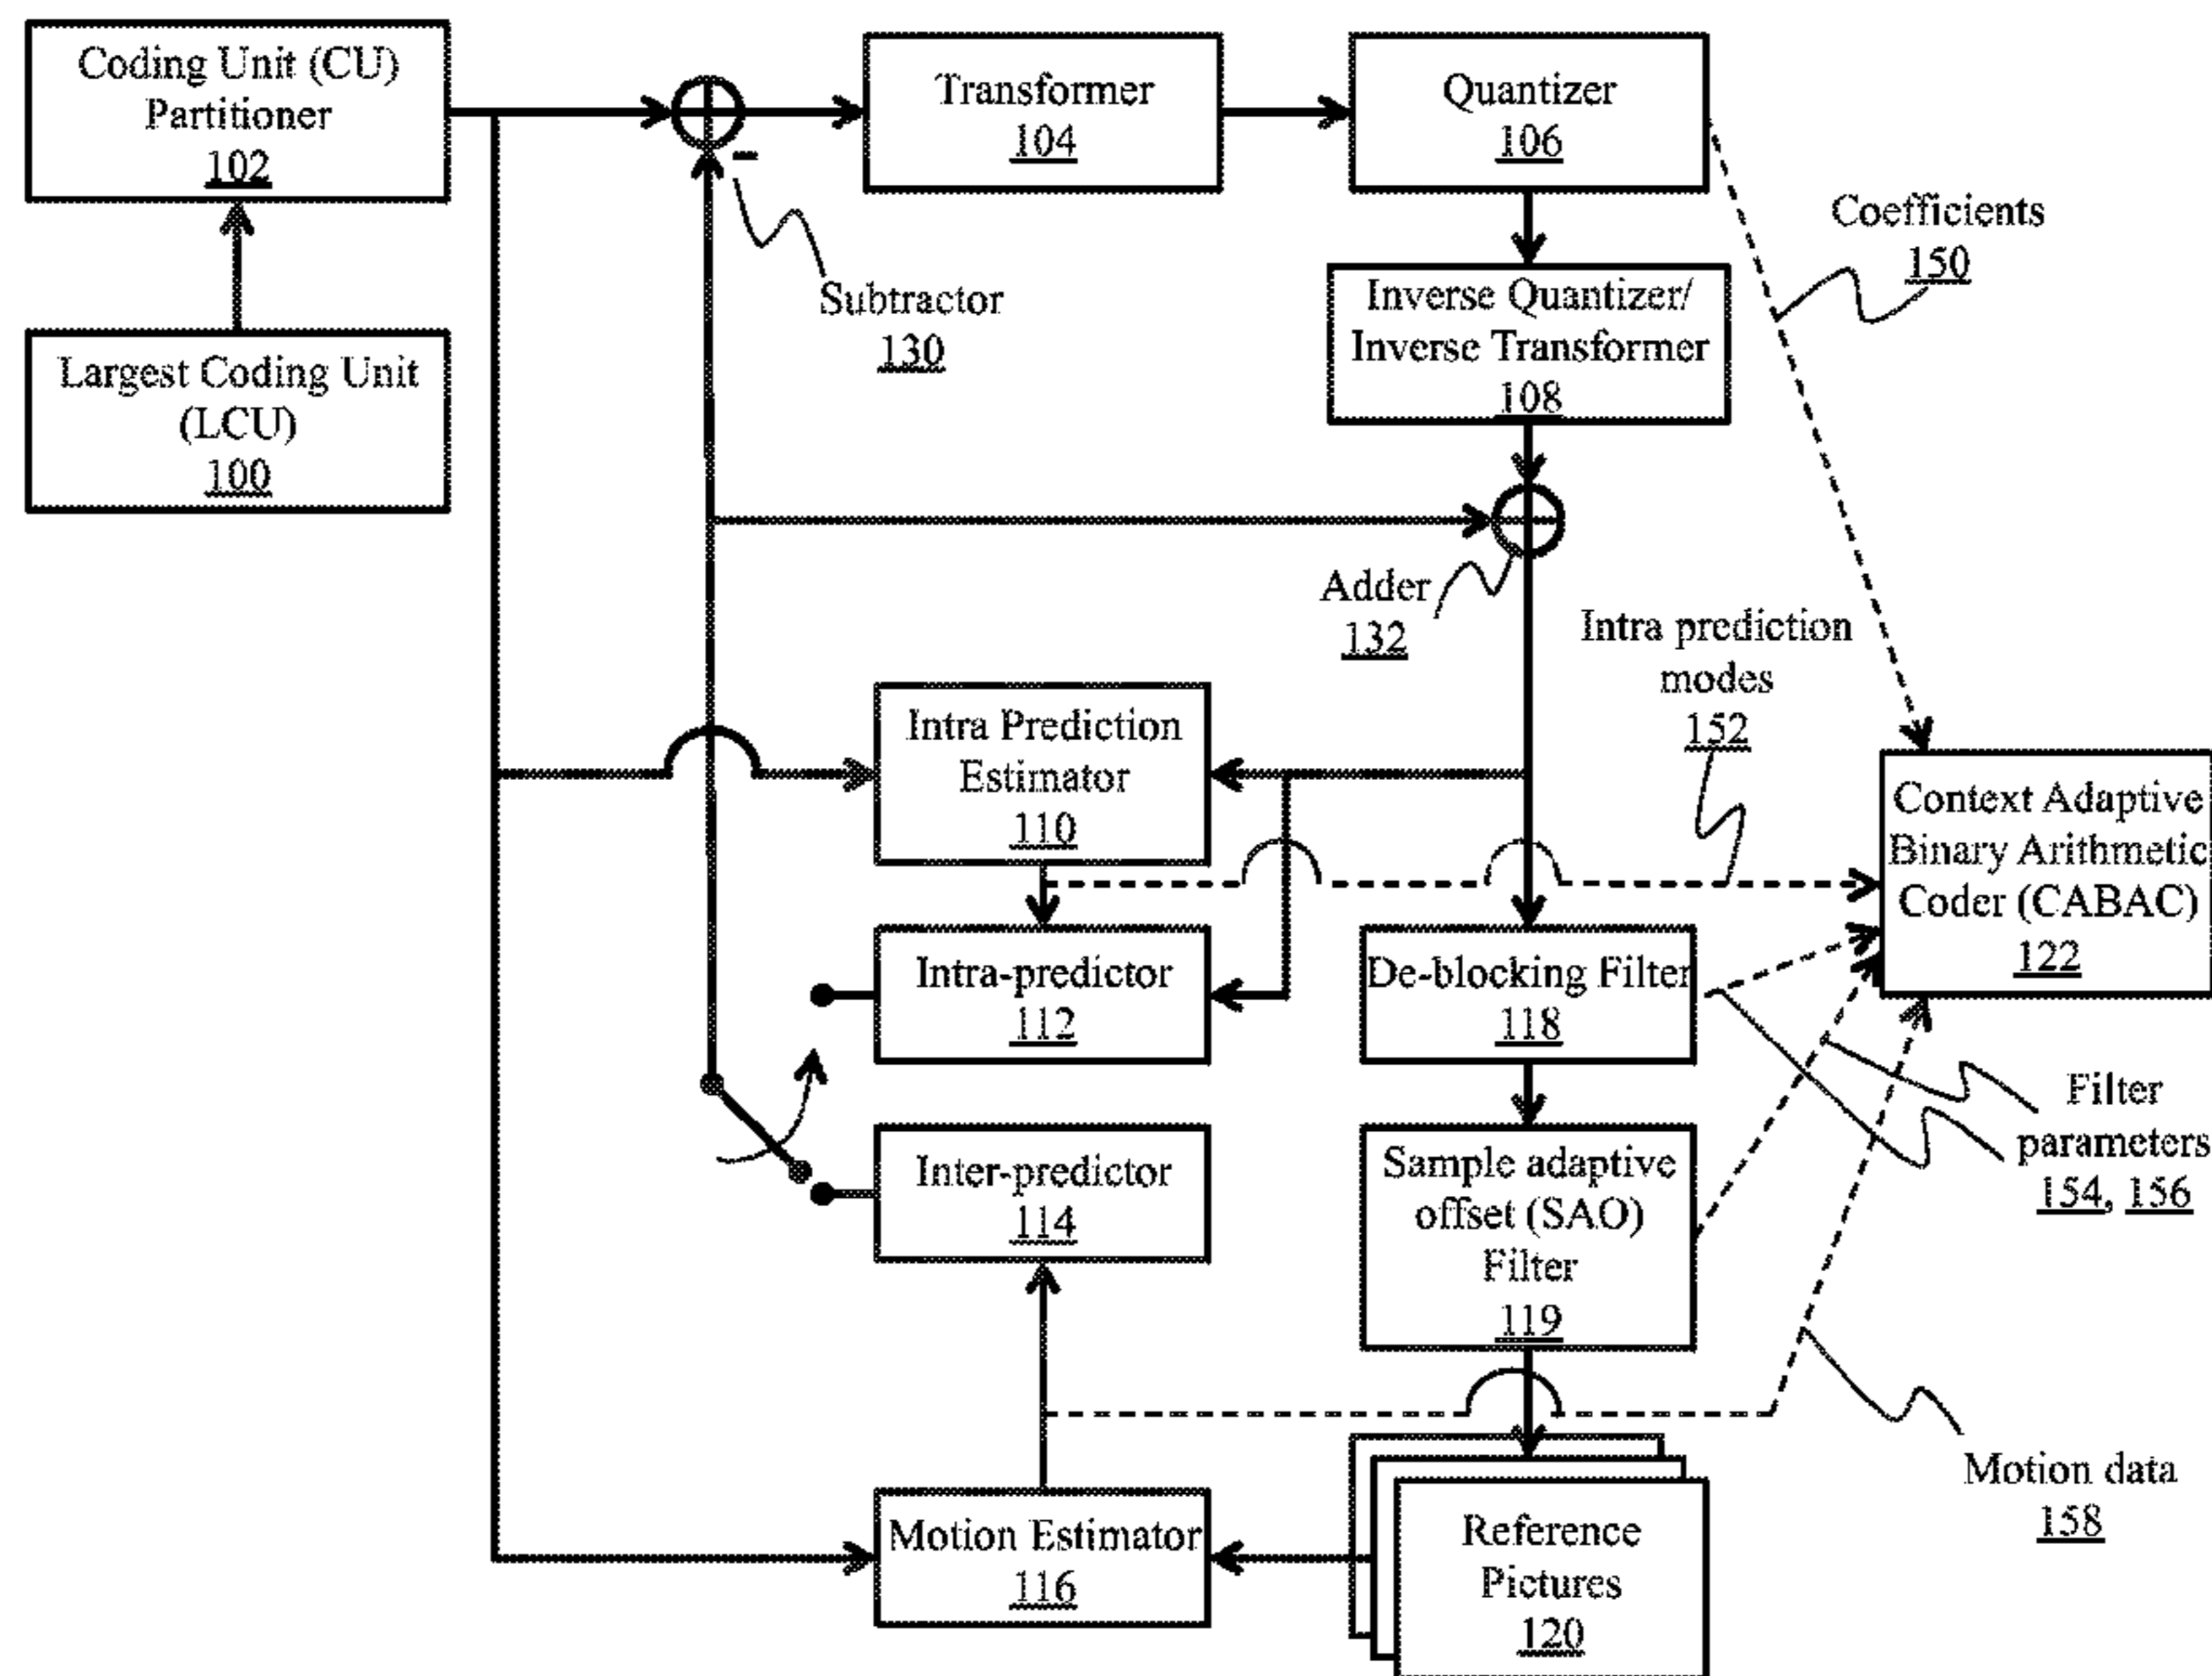 Coding Unit (CU)
Partitioner
102
Transformer
104
Quantizer
106
Largest Coding Unit
(LCU)
100
-
Subtractor
130
Coefficients
150
Inverse Quantizer/
Inverse Transformer
108
Adder
132
Intra prediction
modes
152
Intra Prediction
Estimator
110
Context Adaptive
Binary Arithmetic
Coder (CABAC)
122
Intra-predictor
112
De-blocking Filter
118
Filter
parameters
154, 156
Inter-predictor
114
Sample adaptive
offset (SAO)
Filter
119
Motion data
158
Motion Estimator
116
Reference
Pictures
120